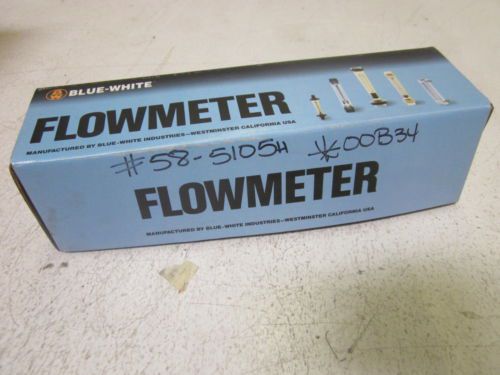 BLUE-WHITE
FLOWMETER
MANUFACTURED BY BLUE-WHITE INDUSTRIES—WESTMINSTER CALIFORNIA USA
#58-5105H *00B34
FLOWMETER
MANUFACTURED BY BLUE-WHITE INDUSTRIES—WESTMINSTER CALIFORNIA USA